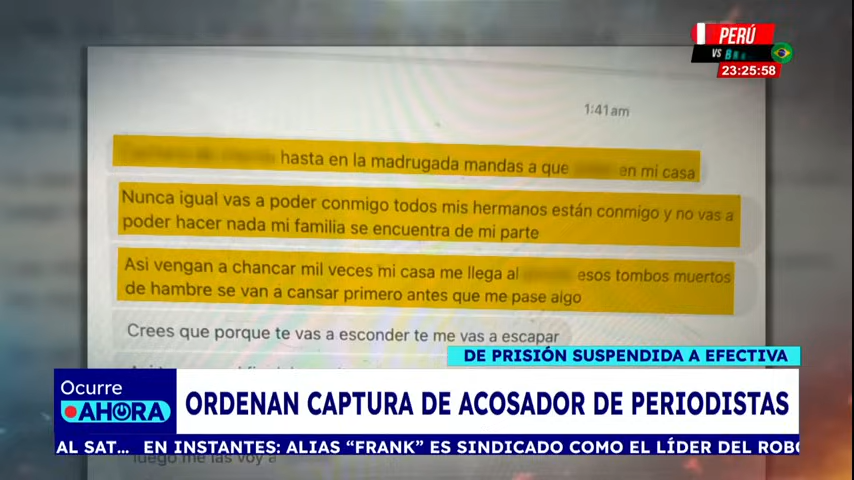 PERÚ
VS
23:25:58
1:41am
hasta en la madrugada mandas a que en mi casa
Nunca igual vas a poder conmigo todos mis hermanos están conmigo y no vas a
poder hacer nada mi familia se encuentra de mi parte
Asi vengan a chancar mil veces mi casa me llega al esos tombos muertos
de hambre se van a cansar primero antes que me pase algo
Crees que porque te vas a esconder te me vas a escapar
DE PRISIÓN SUSPENDIDA A EFECTIVA
Ocurre
AHORA
ORDENAN CAPTURA DE ACOSADOR DE PERIODISTAS
AL SAT... EN INSTANTES: ALIAS “FRANK” ES SINDICADO COMO EL LÍDER DEL ROBO
luego me las voy a